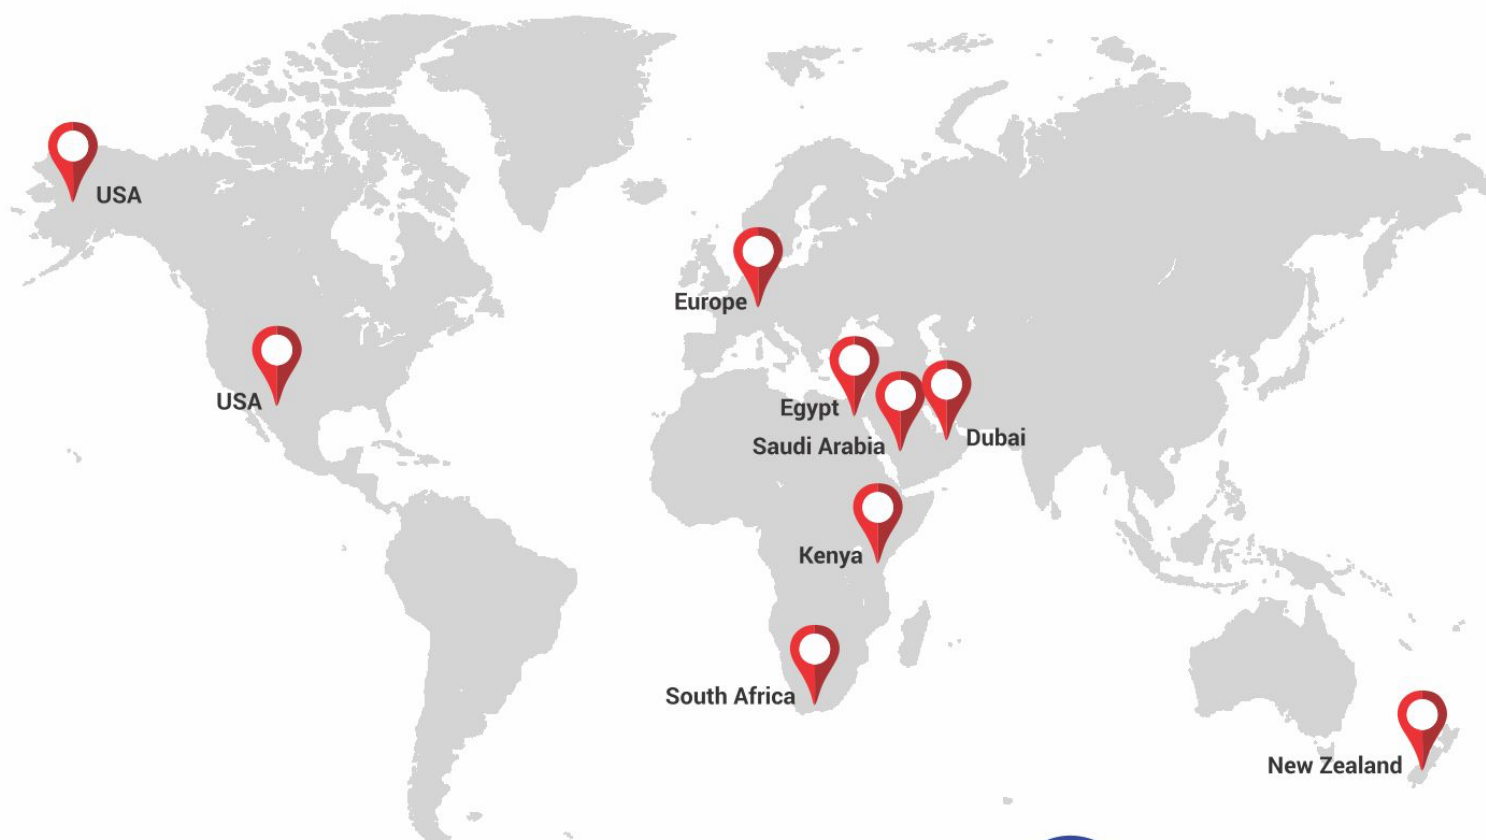 USA
Europe
USA
Egypt
Dubai
Saudi Arabia
Kenya
South Africa
New Zealand